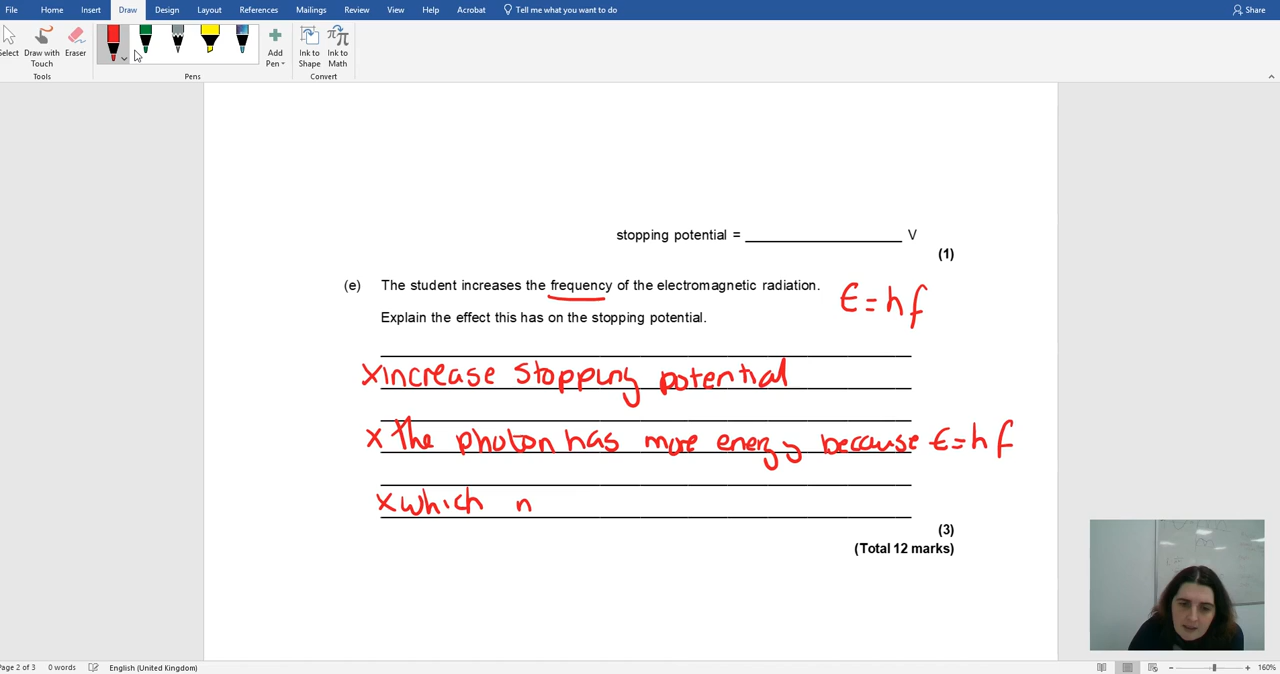 File Home Insert Draw Design Layout References Mailings Review View Help Acrobat Tell me what you want to do Share
Select Draw with Touch Eraser Add Pen Ink to Shape Ink to Math
Tools Pens Convert
stopping potential = ____________________ V
(1)
(e) The student increases the frequency of the electromagnetic radiation.
E=hf
Explain the effect this has on the stopping potential.
x increase stopping potential
x the photon has more energy because E=hf
x which
(3)
(Total 12 marks)
Page 2 of 3 0 words English (United Kingdom) 160%